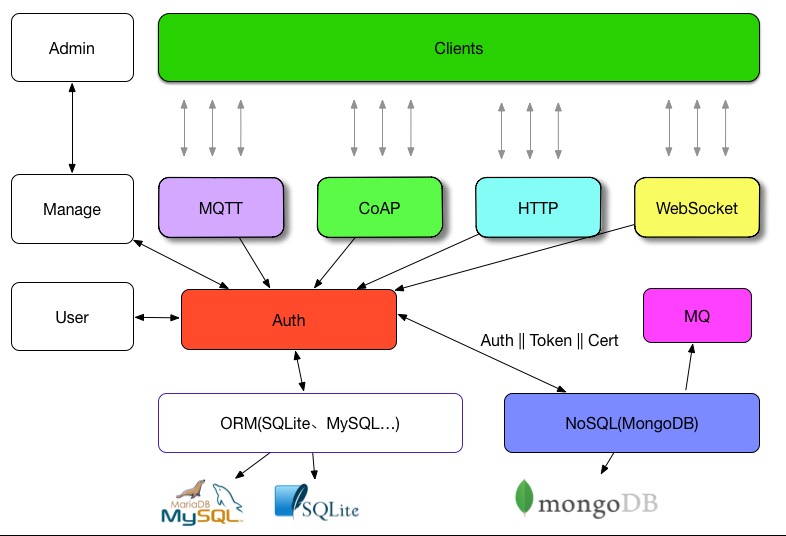 Admin
Clients
Manage
MQTT
CoAP
HTTP
WebSocket
User
Auth
MQ
Auth || Token || Cert
ORM(SQLite、MySQL...)
NoSQL(MongoDB)
MariaDB
MySQL
SQLite
mongoDB